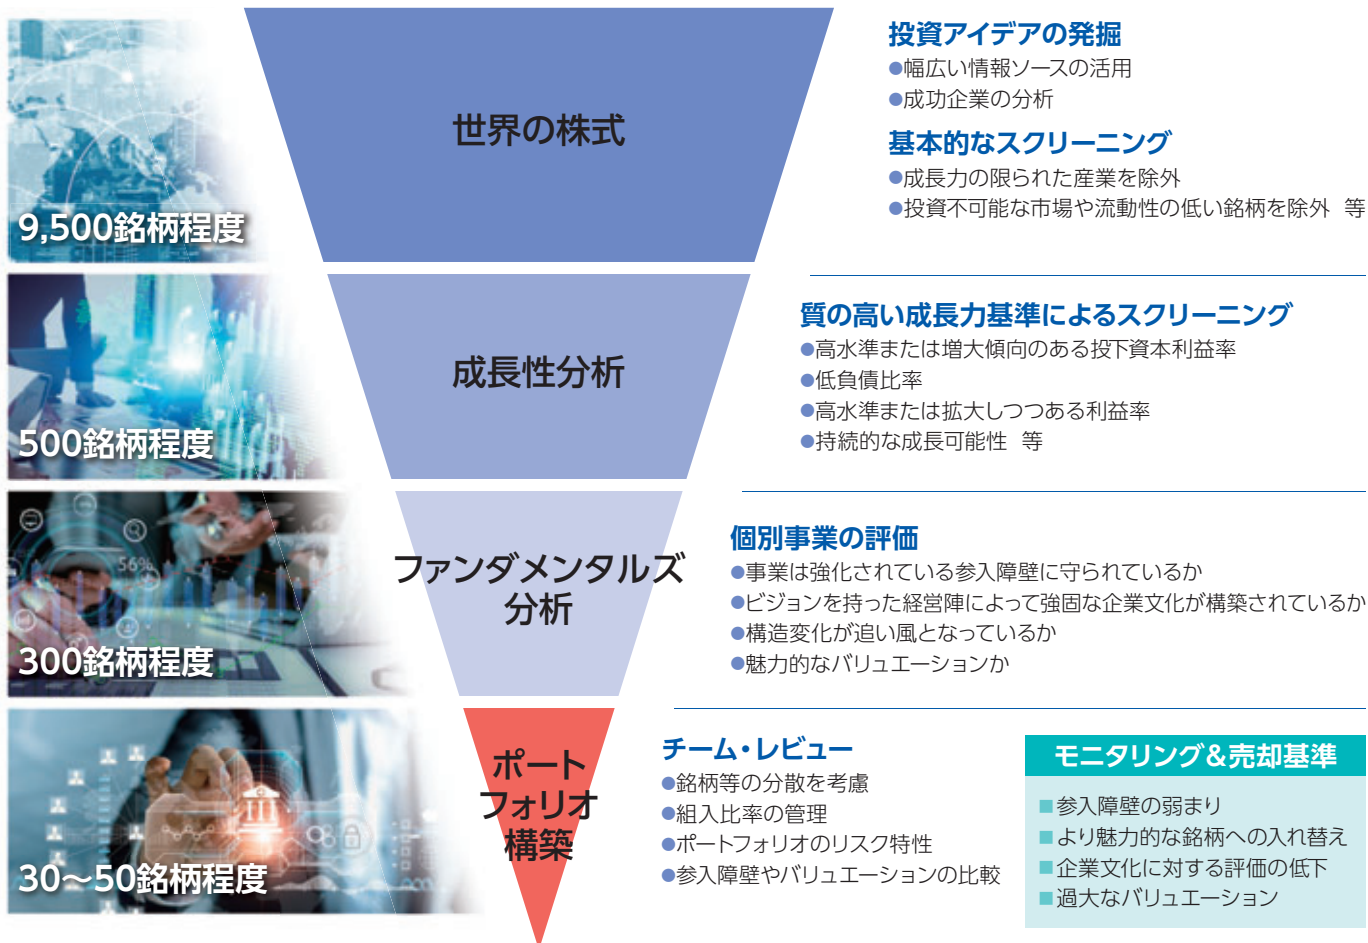 世界の株式
9,500銘柄程度
投資アイデアの発掘
●幅広い情報ソースの活用
●成功企業の分析
基本的なスクリーニング
●成長力の限られた産業を除外
●投資不可能な市場や流動性の低い銘柄を除外 等
成長性分析
500銘柄程度
質の高い成長力基準によるスクリーニング
●高水準または増大傾向のある投下資本利益率
●低負債比率
●高水準または拡大しつつある利益率
●持続的な成長可能性 等
ファンダメンタルズ
分析
56%
300銘柄程度
個別事業の評価
●事業は強化されている参入障壁に守られているか
●ビジョンを持った経営陣によって強固な企業文化が構築されているか
●構造変化が追い風となっているか
●魅力的なバリュエーションか
ポート
フォリオ
構築
30～50銘柄程度
チーム・レビュー
●銘柄等の分散を考慮
●組入比率の管理
●ポートフォリオのリスク特性
●参入障壁やバリュエーションの比較
モニタリング&売却基準
■参入障壁の弱まり
■より魅力的な銘柄への入れ替え
■企業文化に対する評価の低下
■過大なバリュエーション